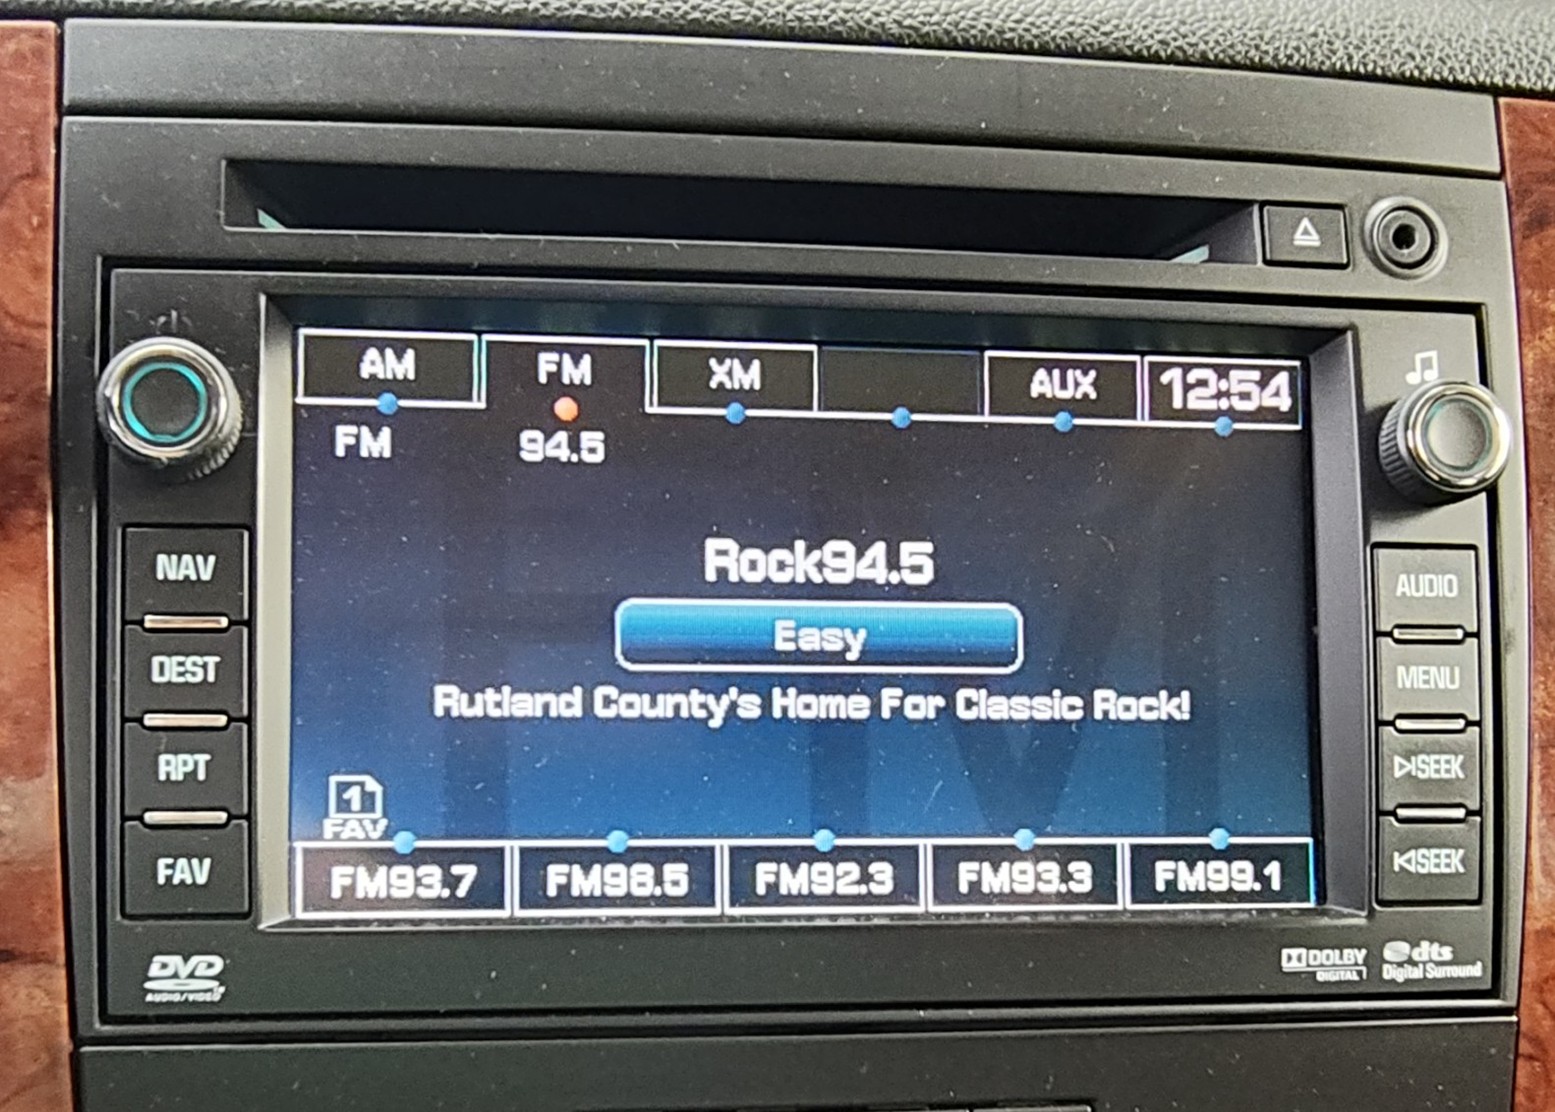 AM FM XM AUX 12:54
FM 94.5
Rock94.5
Easy
Rutland County's Home For Classic Rock!
1
FAV
FM93.7 FM98.5 FM92.3 FM93.3 FM99.1
NAV
DEST
RPT
FAV
AUDIO
MENU
SEEK
SEEK
DVD
AUDIO/VIDEO
DOLBY
DIGITAL
dts
Digital Surround